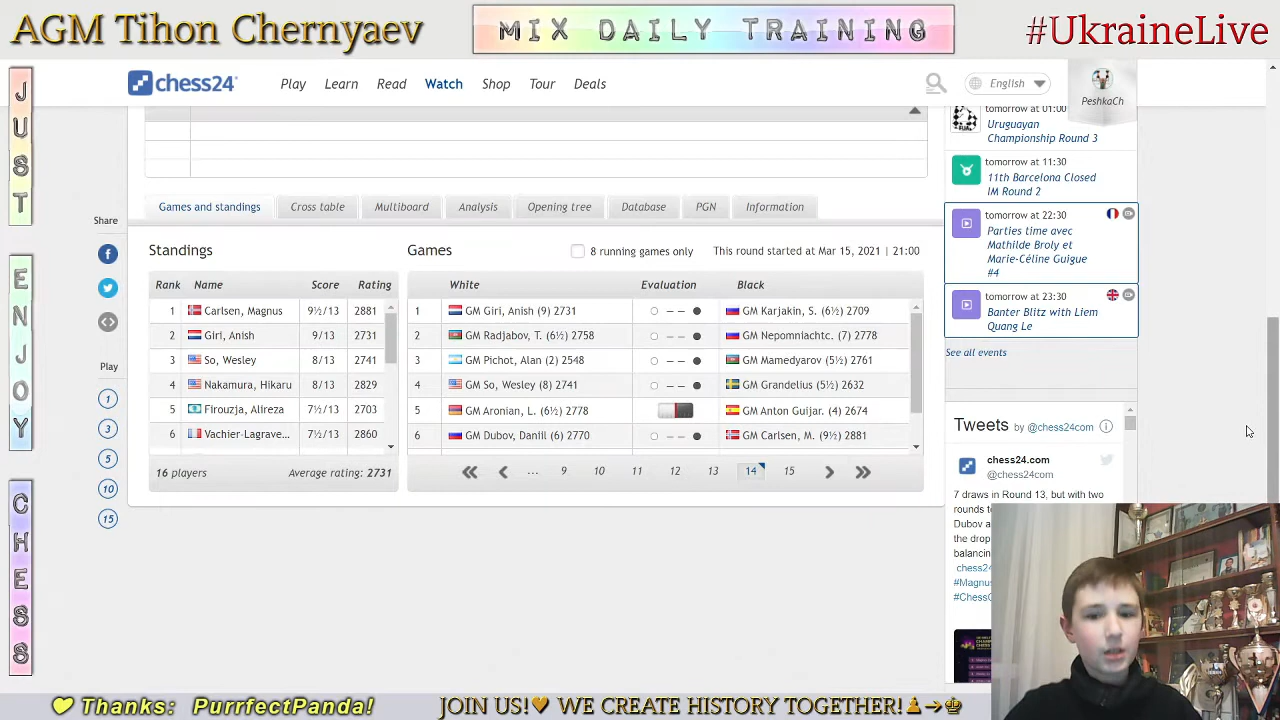 AGM Tihon Chernyaev
MIX DAILY TRAINING
#UkraineLive
JUST
ENJOY
CHESS
chess24
Play Learn Read Watch Shop Tour Deals
English
PeshkaCh
tomorrow at 01:00
Uruguayan
Championship Round 3
tomorrow at 11:30
11th Barcelona Closed
IM Round 2
tomorrow at 22:30
Parties time avec
Mathilde Broly et
Marie-Céline Guigue
#4
tomorrow at 23:30
Banter Blitz with Liem
Quang Le
See all events
Games and standings Cross table Multiboard Analysis Opening tree Database PGN Information
Share
Play
1
3
5
10
15
Standings
Rank Name Score Rating
1 Carlsen, Magnus 9½/13 2881
2 Giri, Anish 9/13 2731
3 So, Wesley 8/13 2741
4 Nakamura, Hikaru 8/13 2829
5 Firouzja, Alireza 7½/13 2703
6 Vachier-Lagrave... 7½/13 2860
16 players Average rating: 2731
Games 8 running games only This round started at Mar 15, 2021 | 21:00
White Evaluation Black
1 GM Giri, Anish (9) 2731 -- GM Karjakin, S. (6½) 2709
2 GM Radjabov, T. (6½) 2758 -- GM Nepomniachtc. (7) 2778
3 GM Pichot, Alan (2) 2548 -- GM Mamedyarov (5½) 2761
4 GM So, Wesley (8) 2741 -- GM Grandelius (5½) 2632
5 GM Aronian, L. (6½) 2778 GM Anton Guijar. (4) 2674
6 GM Dubov, Daniil (6) 2770 -- GM Carlsen, M. (9½) 2881
... 9 10 11 12 13 14 15
Tweets by @chess24com
chess24.com
@chess24com
7 draws in Round 13, but with two
rounds t
Dubov a
the drop
balancing
chess24
#Magnus
#ChessC
Thanks: PurrfectPanda!
JOIN US! WE CREATE HISTORY TOGETHER!